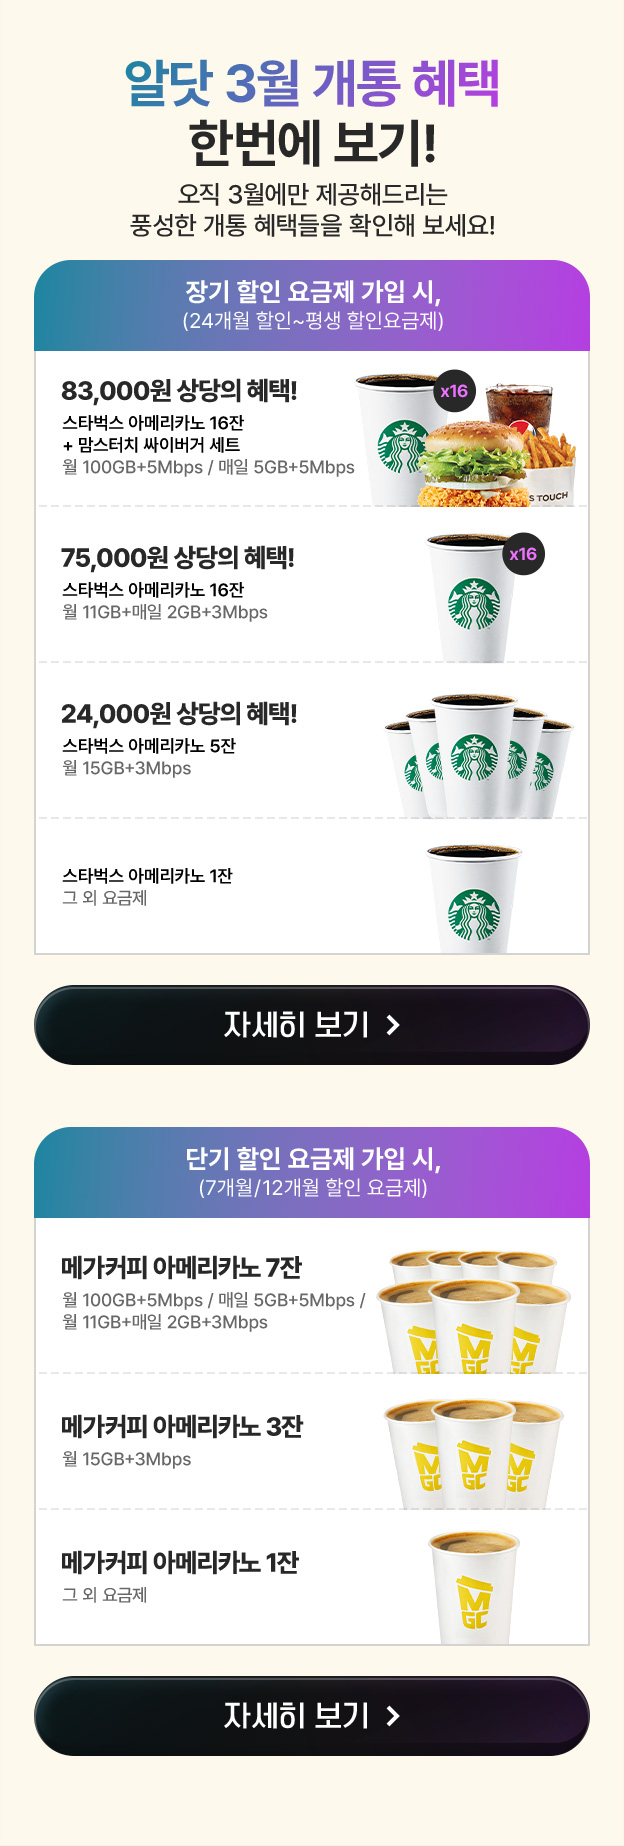 알닷 3월 개통 혜택
한번에 보기!
오직 3월에만 제공해드리는
풍성한 개통 혜택들을 확인해 보세요!
장기 할인 요금제 가입 시,
(24개월 할인~평생 할인요금제)
83,000원 상당의 혜택!
스타벅스 아메리카노 16잔
+ 맘스터치 싸이버거 세트
월 100GB+5Mbps / 매일 5GB+5Mbps
x16
S TOUCH
75,000원 상당의 혜택!
스타벅스 아메리카노 16잔
월 11GB+매일 2GB+3Mbps
x16
24,000원 상당의 혜택!
스타벅스 아메리카노 5잔
월 15GB+3Mbps
스타벅스 아메리카노 1잔
그 외 요금제
자세히 보기 >
단기 할인 요금제 가입 시,
(7개월/12개월 할인 요금제)
메가커피 아메리카노 7잔
월 100GB+5Mbps / 매일 5GB+5Mbps /
월 11GB+매일 2GB+3Mbps
MGC
MGC
MGC
메가커피 아메리카노 3잔
월 15GB+3Mbps
MGC
MGC
MGC
메가커피 아메리카노 1잔
그 외 요금제
MGC
자세히 보기 >